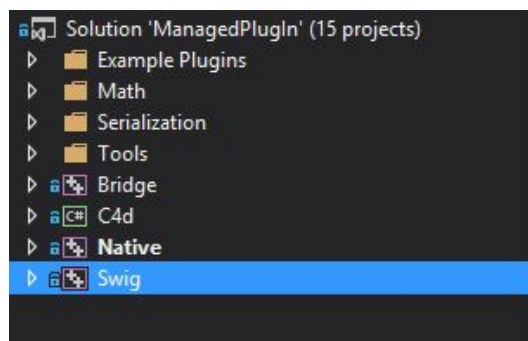 Solution 'ManagedPlugIn' (15 projects)
Example Plugins
Math
Serialization
Tools
Bridge
C# C4d
Native
Swig